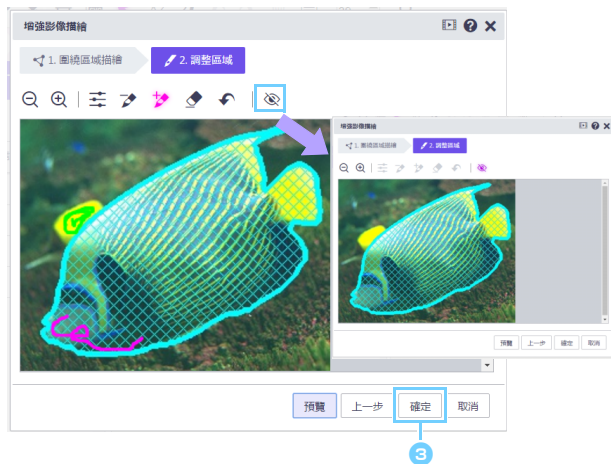 增強影像描繪
1. 圍繞區域描繪
2. 調整區域
增強影像描繪
1. 圍繞區域描繪
2. 調整區域
預覽 上一步 確定 取消
預覽 上一步 確定 取消
3